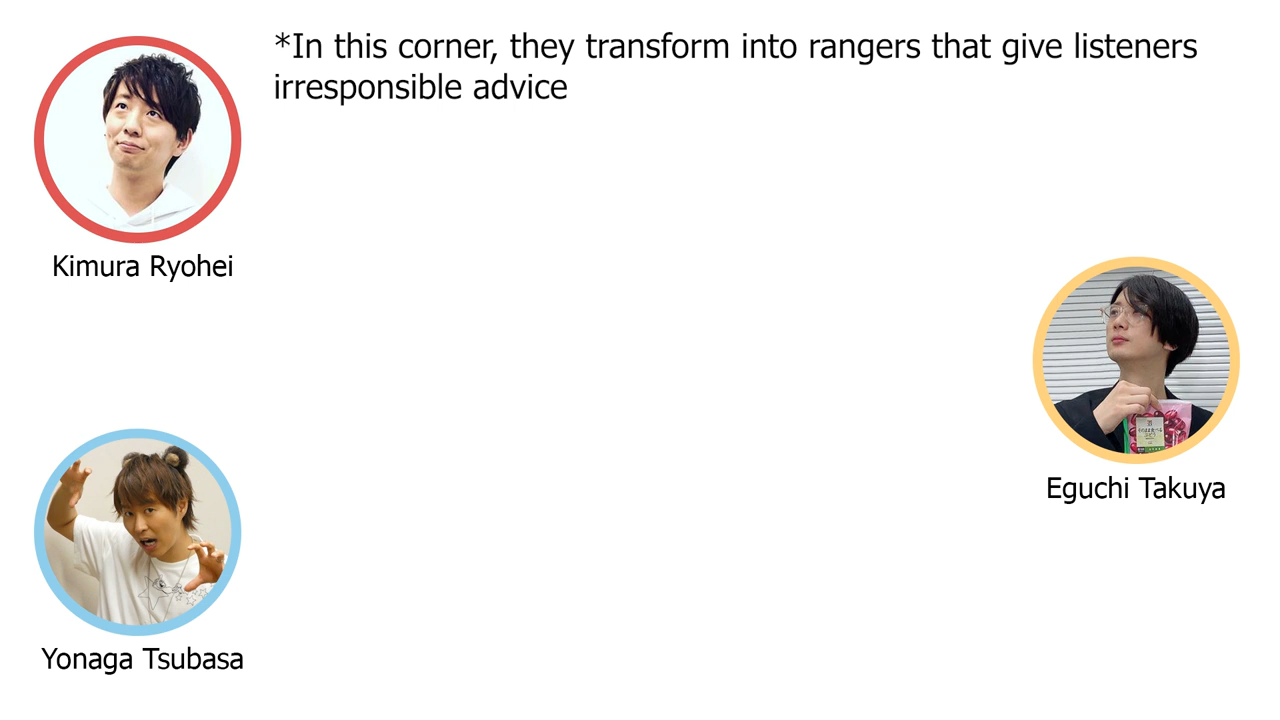 *In this corner, they transform into rangers that give listeners
irresponsible advice
Kimura Ryohei
Eguchi Takuya
Yonaga Tsubasa